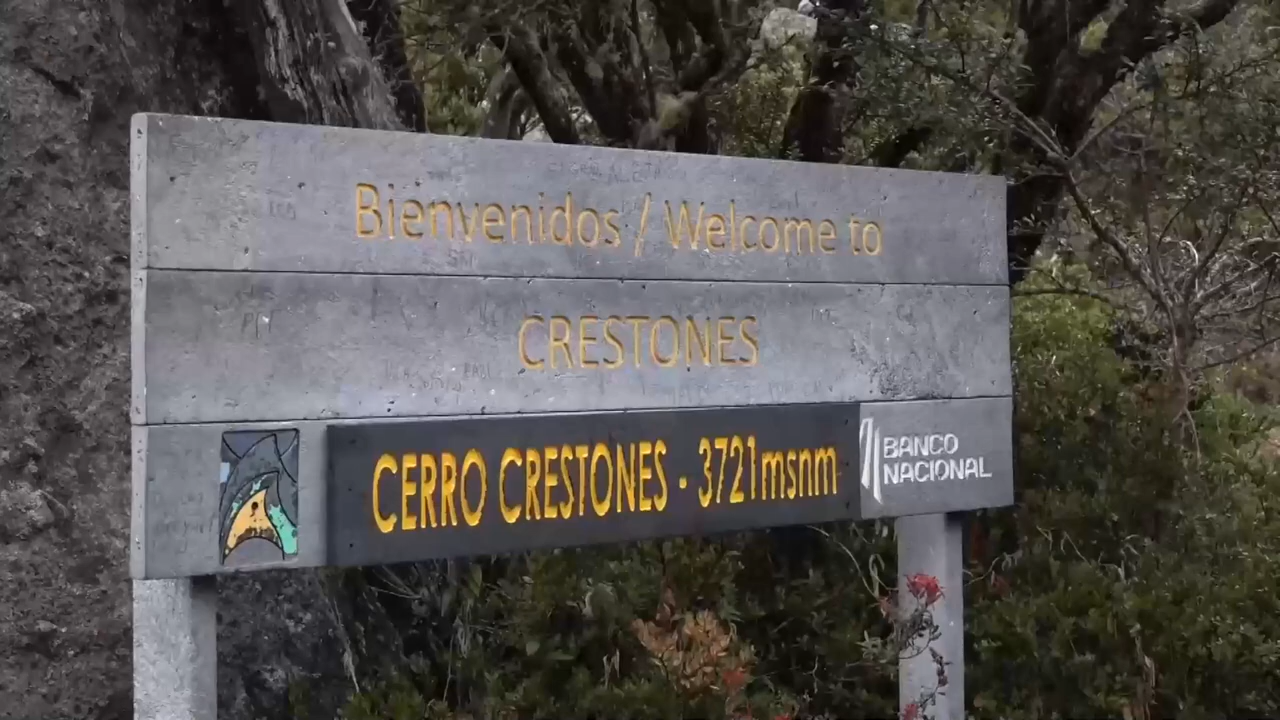 Bienvenidos / Welcome to
CRESTONES
CERRO CRESTONES - 3721msnm
BANCO
NACIONAL